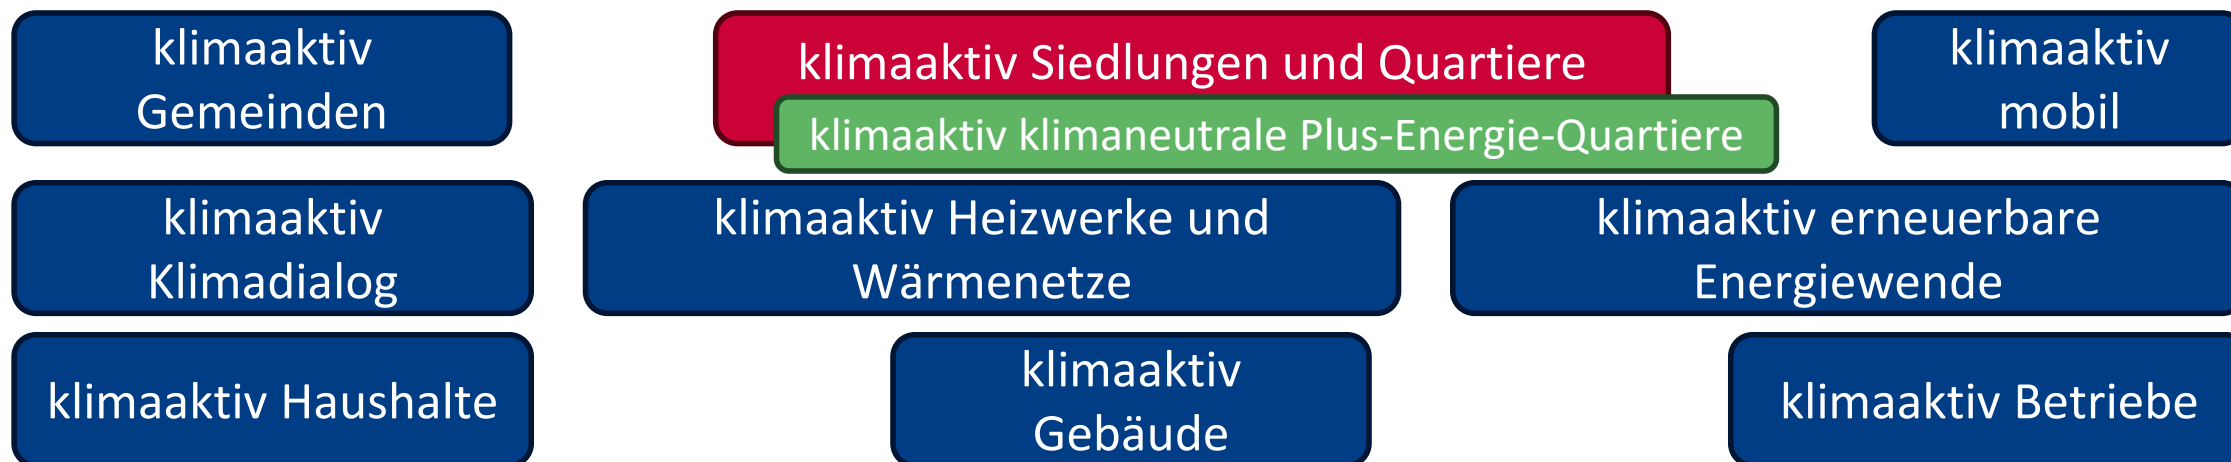 klimaaktiv
Gemeinden
klimaaktiv Siedlungen und Quartiere
klimaaktiv klimaneutrale Plus-Energie-Quartiere
klimaaktiv
mobil
klimaaktiv
Klimadialog
klimaaktiv Heizwerke und
Wärmenetze
klimaaktiv erneuerbare
Energiewende
klimaaktiv Haushalte
klimaaktiv
Gebäude
klimaaktiv Betriebe